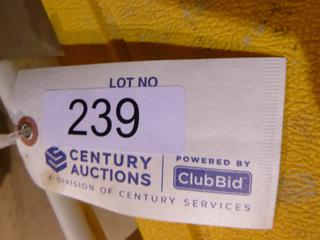 LOT NO
239
CENTURY
AUCTIONS
A DIVISION OF CENTURY SERVICES
POWERED BY
ClubBid